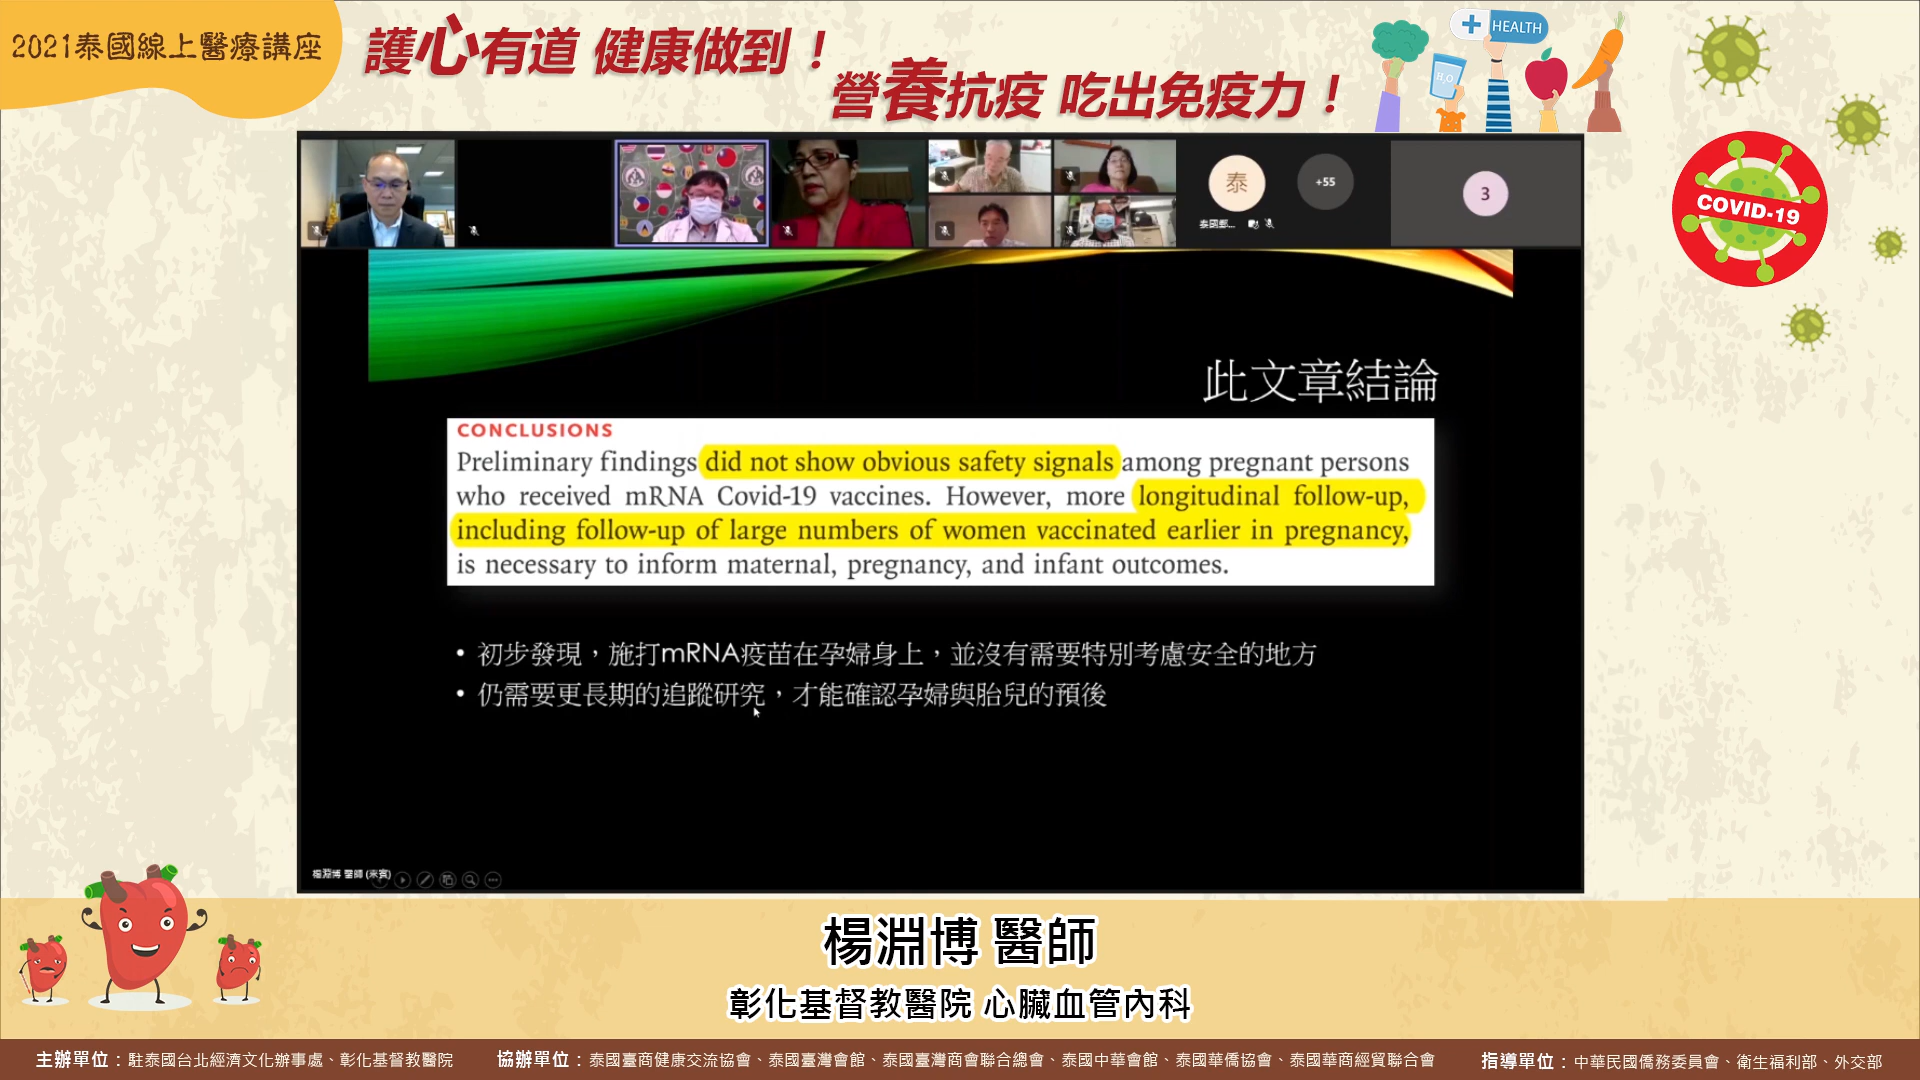 2021泰國線上醫療講座
護心有道 健康做到！
營養抗疫 吃出免疫力！
HEALTH
H₂O
COVID-19
泰
+55
3
泰國鄭...
此文章結論
CONCLUSIONS
Preliminary findings did not show obvious safety signals among pregnant persons
who received mRNA Covid-19 vaccines. However, more longitudinal follow-up,
including follow-up of large numbers of women vaccinated earlier in pregnancy,
is necessary to inform maternal, pregnancy, and infant outcomes.
• 初步發現，施打mRNA疫苗在孕婦身上，並沒有需要特別考慮安全的地方
• 仍需要更長期的追蹤研究，才能確認孕婦與胎兒的預後
楊淵博 醫師 (來賓)
楊淵博 醫師
彰化基督教醫院 心臟血管內科
主辦單位：駐泰國台北經濟文化辦事處、彰化基督教醫院
協辦單位：泰國臺商健康交流協會、泰國臺灣會館、泰國臺灣商會聯合總會、泰國中華會館、泰國華僑協會、泰國華商經貿聯合會
指導單位：中華民國僑務委員會、衛生福利部、外交部